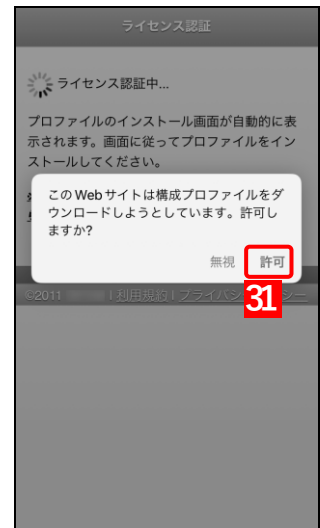 ライセンス認証
ライセンス認証中...
プロファイルのインストール画面が自動的に表
示されます。画面に従ってプロファイルをイン
ストールしてください。
このWebサイトは構成プロファイルをダ
ウンロードしようとしています。許可し
ますか?
無視 許可
31
©2011 | 利用規約 | プライバシ